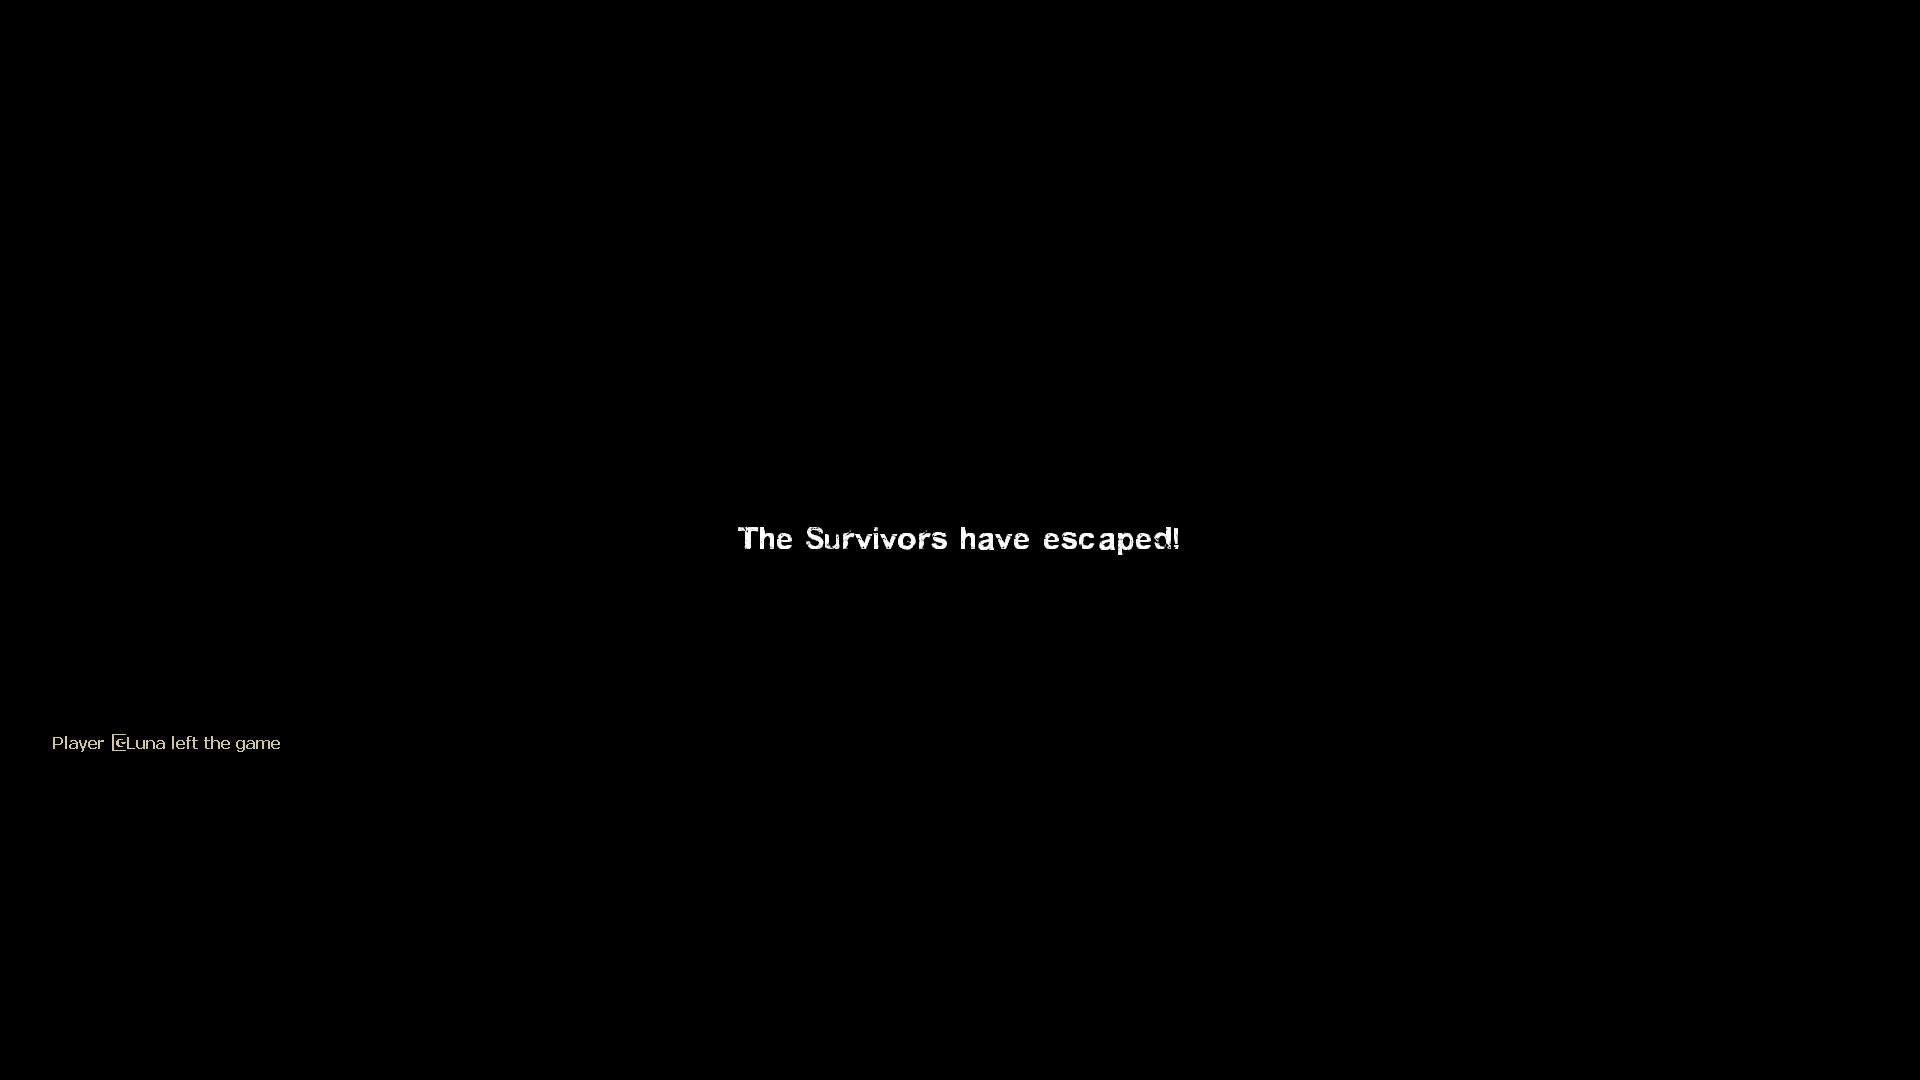 The Survivors have escaped!
Player Luna left the game